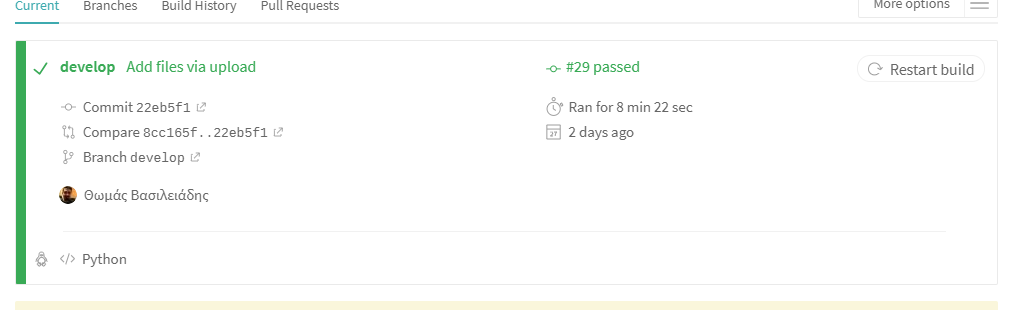 Current Branches Build History Pull Requests More options
develop Add files via upload #29 passed Restart build
Commit 22eb5f1 Ran for 8 min 22 sec
Compare 8cc165f..22eb5f1 2 days ago
27
Branch develop
Θωμάς Βασιλειάδης
</> Python